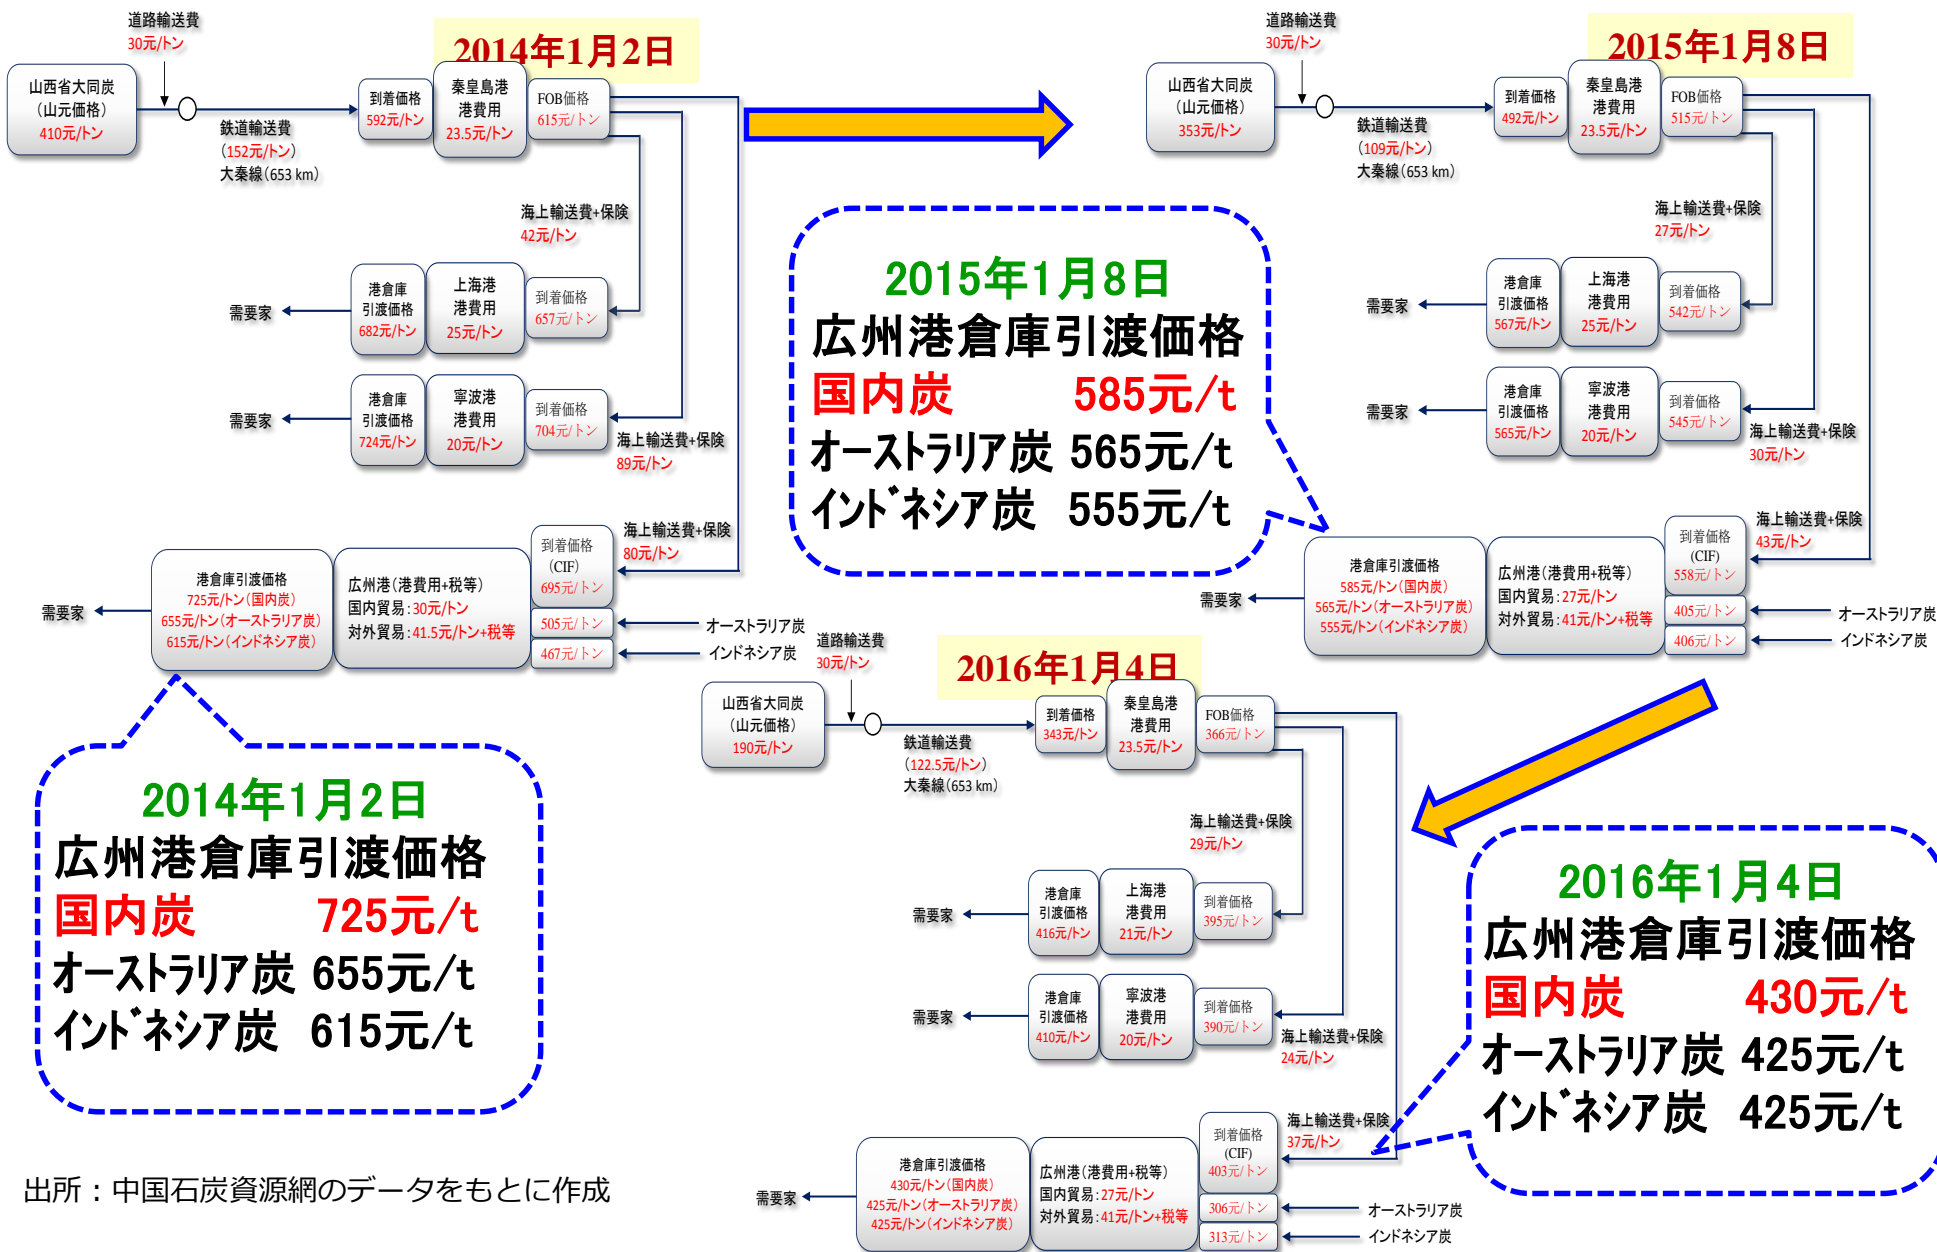 道路輸送費
30元/トン
2014年1月2日
山西省大同炭
(山元価格)
410元/トン
鉄道輸送費
(152元/トン)
大秦線(653 km)
到着価格
592元/トン
秦皇島港
港費用
23.5元/トン
FOB価格
615元/トン
海上輸送費+保険
42元/トン
需要家
港倉庫
引渡価格
682元/トン
上海港
港費用
25元/トン
到着価格
657元/トン
需要家
港倉庫
引渡価格
724元/トン
寧波港
港費用
20元/トン
到着価格
704元/トン
海上輸送費+保険
89元/トン
海上輸送費+保険
80元/トン
需要家
港倉庫引渡価格
725元/トン(国内炭)
655元/トン(オーストラリア炭)
615元/トン(インドネシア炭)
広州港(港費用+税等)
国内貿易:30元/トン
対外貿易:41.5元/トン+税等
到着価格
(CIF)
695元/トン
505元/トン
467元/トン
オーストラリア炭
インドネシア炭
2014年1月2日
広州港倉庫引渡価格
国内炭 725元/t
オーストラリア炭 655元/t
インドネシア炭 615元/t
道路輸送費
30元/トン
2015年1月8日
山西省大同炭
(山元価格)
353元/トン
鉄道輸送費
(109元/トン)
大秦線(653 km)
到着価格
492元/トン
秦皇島港
港費用
23.5元/トン
FOB価格
515元/トン
海上輸送費+保険
27元/トン
需要家
港倉庫
引渡価格
567元/トン
上海港
港費用
25元/トン
到着価格
542元/トン
需要家
港倉庫
引渡価格
565元/トン
寧波港
港費用
20元/トン
到着価格
545元/トン
海上輸送費+保険
30元/トン
海上輸送費+保険
43元/トン
需要家
港倉庫引渡価格
585元/トン(国内炭)
565元/トン(オーストラリア炭)
555元/トン(インドネシア炭)
広州港(港費用+税等)
国内貿易:27元/トン
対外貿易:41元/トン+税等
到着価格
(CIF)
558元/トン
405元/トン
406元/トン
オーストラリア炭
インドネシア炭
2015年1月8日
広州港倉庫引渡価格
国内炭 585元/t
オーストラリア炭 565元/t
インドネシア炭 555元/t
道路輸送費
30元/トン
2016年1月4日
山西省大同炭
(山元価格)
190元/トン
鉄道輸送費
(122.5元/トン)
大秦線(653 km)
到着価格
343元/トン
秦皇島港
港費用
23.5元/トン
FOB価格
366元/トン
海上輸送費+保険
29元/トン
需要家
港倉庫
引渡価格
416元/トン
上海港
港費用
21元/トン
到着価格
395元/トン
需要家
港倉庫
引渡価格
410元/トン
寧波港
港費用
20元/トン
到着価格
390元/トン
海上輸送費+保険
24元/トン
海上輸送費+保険
37元/トン
需要家
港倉庫引渡価格
430元/トン(国内炭)
425元/トン(オーストラリア炭)
425元/トン(インドネシア炭)
広州港(港費用+税等)
国内貿易:27元/トン
対外貿易:41元/トン+税等
到着価格
(CIF)
403元/トン
306元/トン
313元/トン
オーストラリア炭
インドネシア炭
2016年1月4日
広州港倉庫引渡価格
国内炭 430元/t
オーストラリア炭 425元/t
インドネシア炭 425元/t
出所:中国石炭資源網のデータをもとに作成